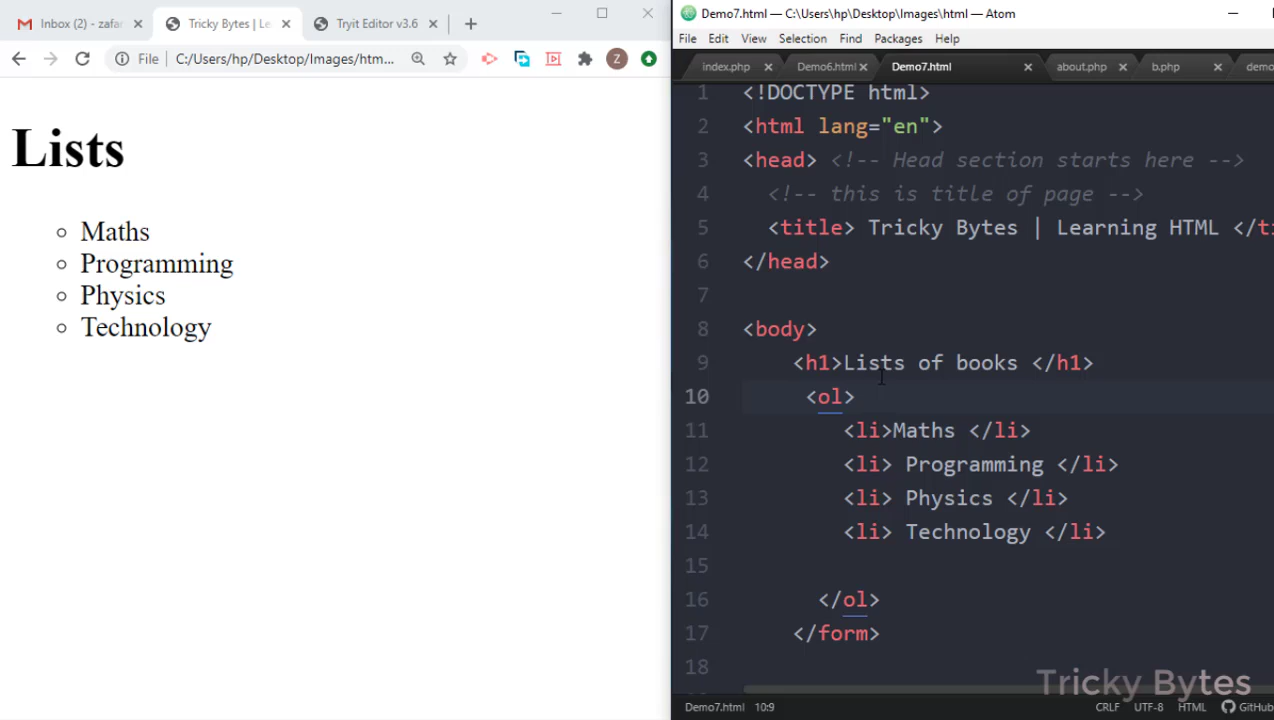 Inbox (2) - zafa
Tricky Bytes | Le
Tryit Editor v3.6
File C:/Users/hp/Desktop/Images/htm...
Z
Lists
Maths
Programming
Physics
Technology
Demo7.html — C:\Users\hp\Desktop\Images\html — Atom
File Edit View Selection Find Packages Help
index.php Demo6.html Demo7.html about.php b.php demo
1 <!DOCTYPE html>
2 <html lang="en">
3 <head> <!-- Head section starts here -->
4 <!-- this is title of page -->
5 <title> Tricky Bytes | Learning HTML </ti
6 </head>
7
8 <body>
9 <h1>Lists of books </h1>
10 <ol>
11 <li>Maths </li>
12 <li> Programming </li>
13 <li> Physics </li>
14 <li> Technology </li>
15
16 </ol>
17 </form>
18
Tricky Bytes
Demo7.html 10:9 CRLF UTF-8 HTML GitHub